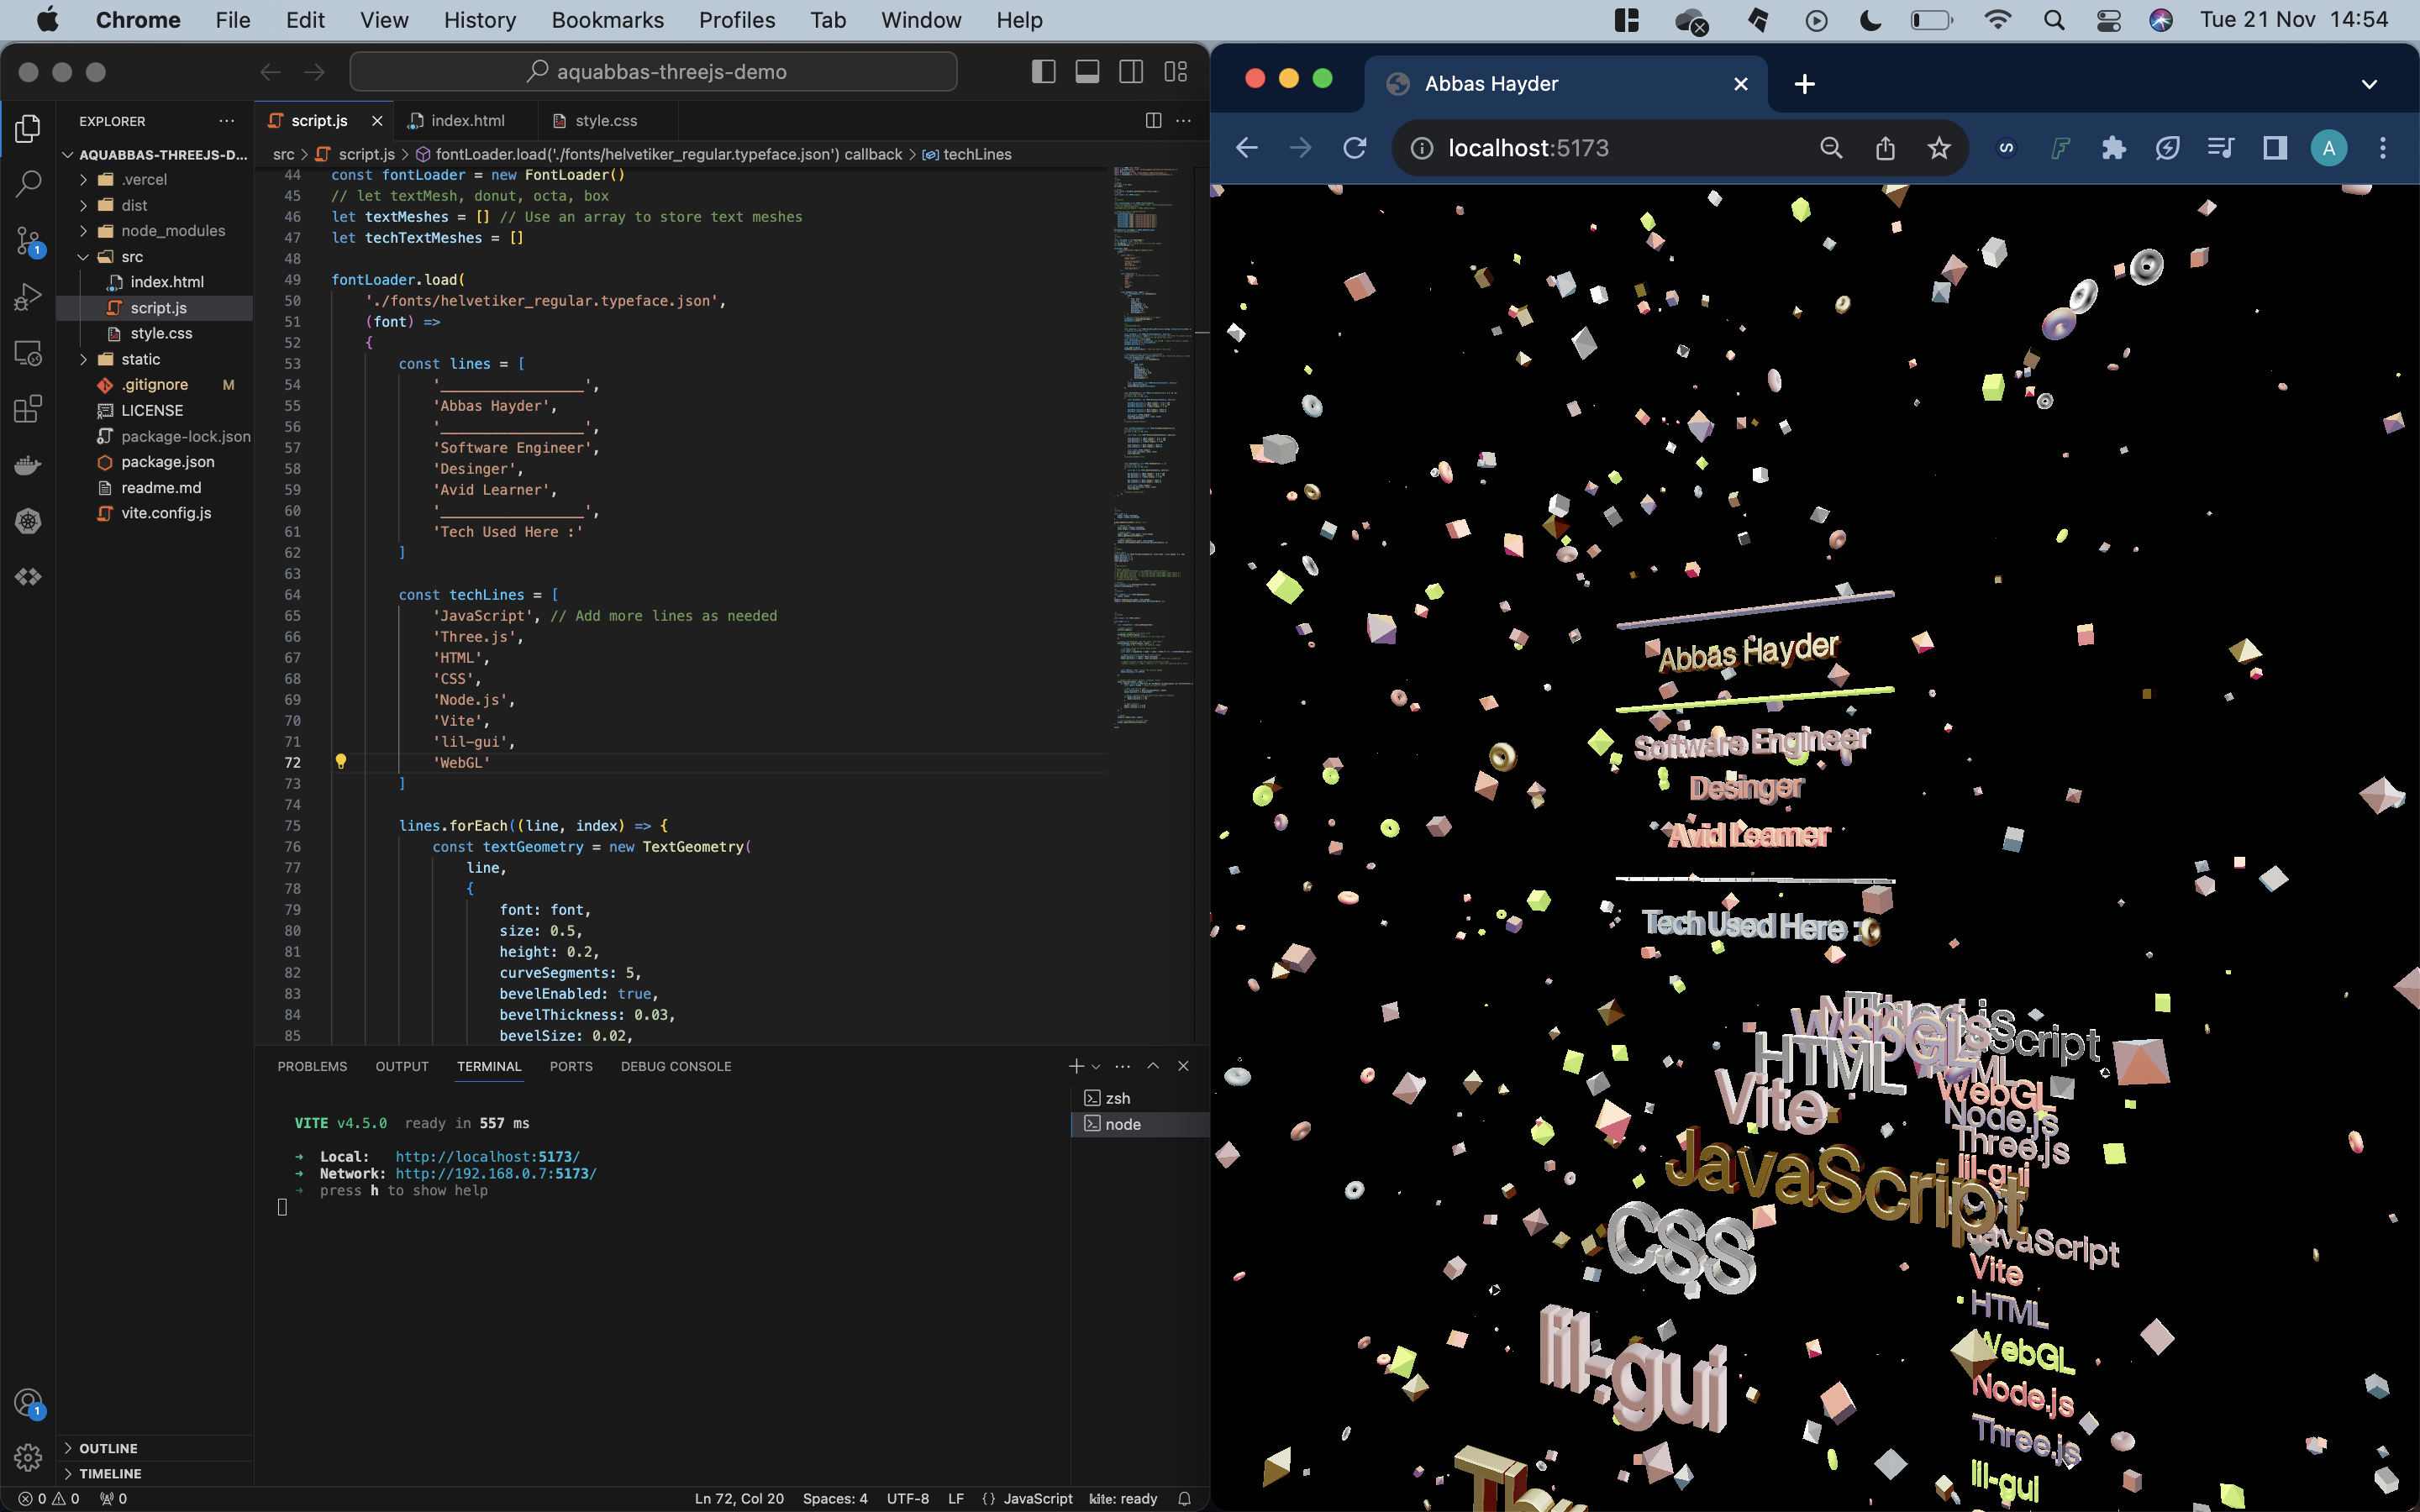 Chrome File Edit View History Bookmarks Profiles Tab Window Help Tue 21 Nov 14:54
aquabbas-threejs-demo
EXPLORER
AQUABBAS-THREEJS-D...
.vercel
dist
node_modules
src
index.html
script.js
style.css
static
.gitignore M
LICENSE
package-lock.json
package.json
readme.md
vite.config.js
OUTLINE
TIMELINE
1
1
script.js index.html style.css
src > script.js > fontLoader.load('./fonts/helvetiker_regular.typeface.json') callback > techLines
44 const fontLoader = new FontLoader()
45 // let textMesh, donut, octa, box
46 let textMeshes = [] // Use an array to store text meshes
47 let techTextMeshes = []
48
49 fontLoader.load(
50 './fonts/helvetiker_regular.typeface.json',
51 (font) =>
52 {
53 const lines = [
54 '_________________',
55 'Abbas Hayder',
56 '_________________',
57 'Software Engineer',
58 'Desinger',
59 'Avid Learner',
60 '_________________',
61 'Tech Used Here :'
62 ]
63
64 const techLines = [
65 'JavaScript', // Add more lines as needed
66 'Three.js',
67 'HTML',
68 'CSS',
69 'Node.js',
70 'Vite',
71 'lil-gui',
72 'WebGL'
73 ]
74
75 lines.forEach((line, index) => {
76 const textGeometry = new TextGeometry(
77 line,
78 {
79 font: font,
80 size: 0.5,
81 height: 0.2,
82 curveSegments: 5,
83 bevelEnabled: true,
84 bevelThickness: 0.03,
85 bevelSize: 0.02,
PROBLEMS OUTPUT TERMINAL PORTS DEBUG CONSOLE
zsh
node
VITE v4.5.0 ready in 557 ms
➜ Local: http://localhost:5173/
➜ Network: http://192.168.0.7:5173/
➜ press h to show help
0 0 0 Ln 72, Col 20 Spaces: 4 UTF-8 LF {} JavaScript kite: ready
Abbas Hayder
localhost:5173
A
Abbas Hayder
Software Engineer
Desinger
Avid Learner
Tech Used Here :
HTML
WebGL
Vite
Node.js
Three.js
JavaScript
lil-gui
CSS
JavaScript
Vite
HTML
WebGL
lil-gui
Node.js
Three.js
lil-gui